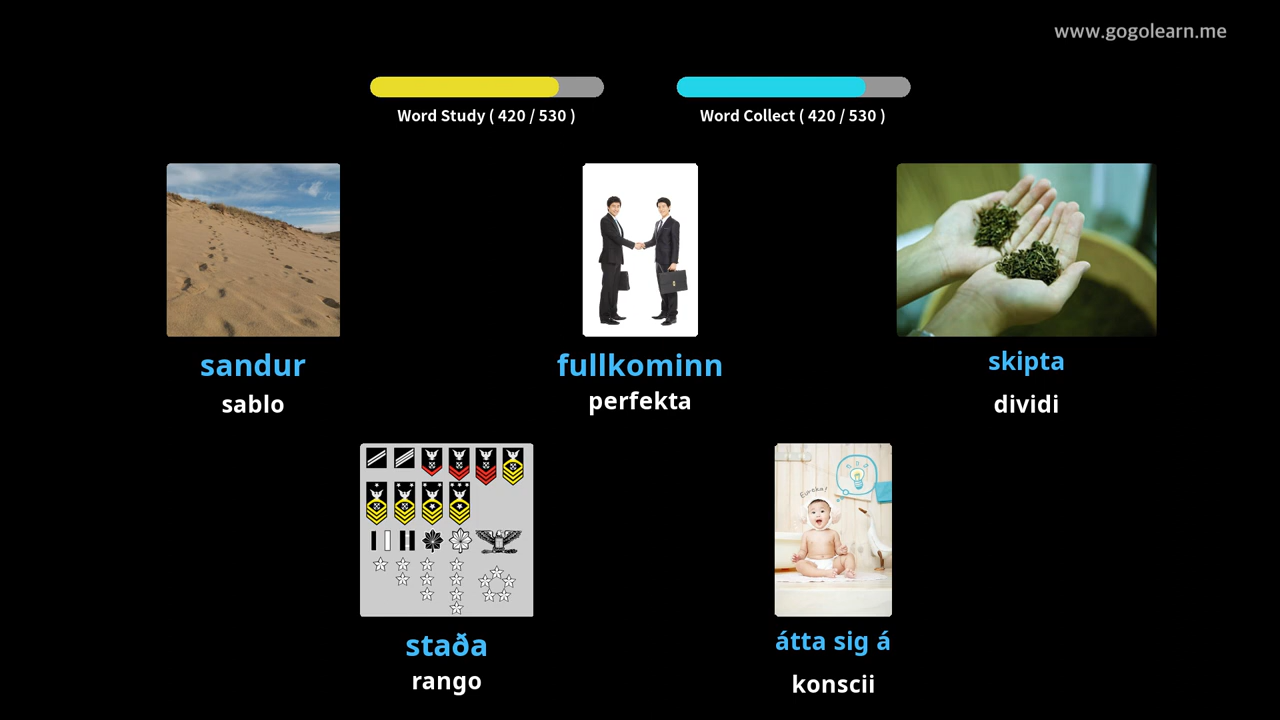 www.gogolearn.me
Word Study ( 420 / 530 )
Word Collect ( 420 / 530 )
sandur
sablo
fullkominn
perfekta
skipta
dividi
Eureka!
staða
rango
átta sig á
konscii